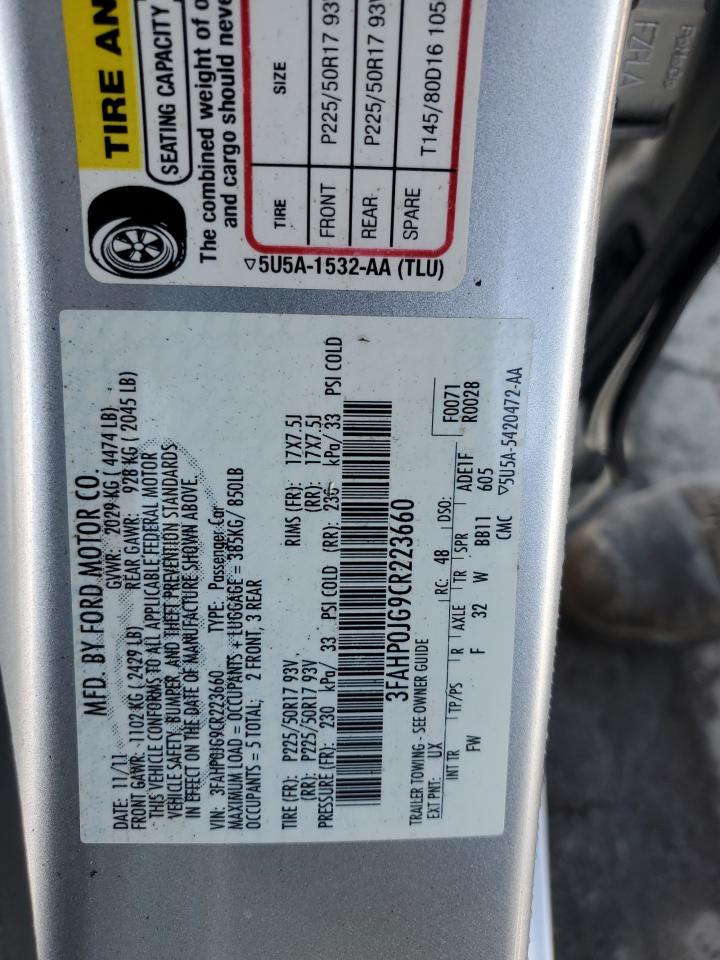 TIRE AN
SEATING CAPACITY
The combined weight of o
and cargo should neve
TIRE SIZE
FRONT P225/50R17 93V
REAR P225/50R17 93V
SPARE T145/80D16 105
▽5U5A-1532-AA (TLU)
MFD. BY FORD MOTOR CO.
DATE: 11/11 GVWR: 2029 KG ( 4474 LB)
FRONT GAWR: 1102 KG ( 2429 LB) REAR GAWR: 928 KG ( 2045 LB)
THIS VEHICLE CONFORMS TO ALL APPLICABLE FEDERAL MOTOR
VEHICLE SAFETY, BUMPER, AND THEFT PREVENTION STANDARDS
IN EFFECT ON THE DATE OF MANUFACTURE SHOWN ABOVE.
VIN: 3FAHP0JG9CR223660 TYPE: Passenger Car
MAXIMUM LOAD = OCCUPANTS + LUGGAGE = 385KG/ 850LB
OCCUPANTS = 5 TOTAL: 2 FRONT, 3 REAR
TIRE (FR): P225/50R17 93V RIMS (FR): 17X7.5J
(RR): P225/50R17 93V (RR): 17X7.5J
PRESSURE (FR): 230 kPa/ 33 PSI COLD (RR): 230 kPa/ 33 PSI COLD
3FAHP0JG9CR223660
TRAILER TOWING - SEE OWNER GUIDE
F0071
R0028
EXT PNT: UX RC: 48 DSO:
INT TR TP/PS R AXLE TR SPR ADE1F
FW F 32 W BB11 605
CMC ▽5U5A-5420472-AA